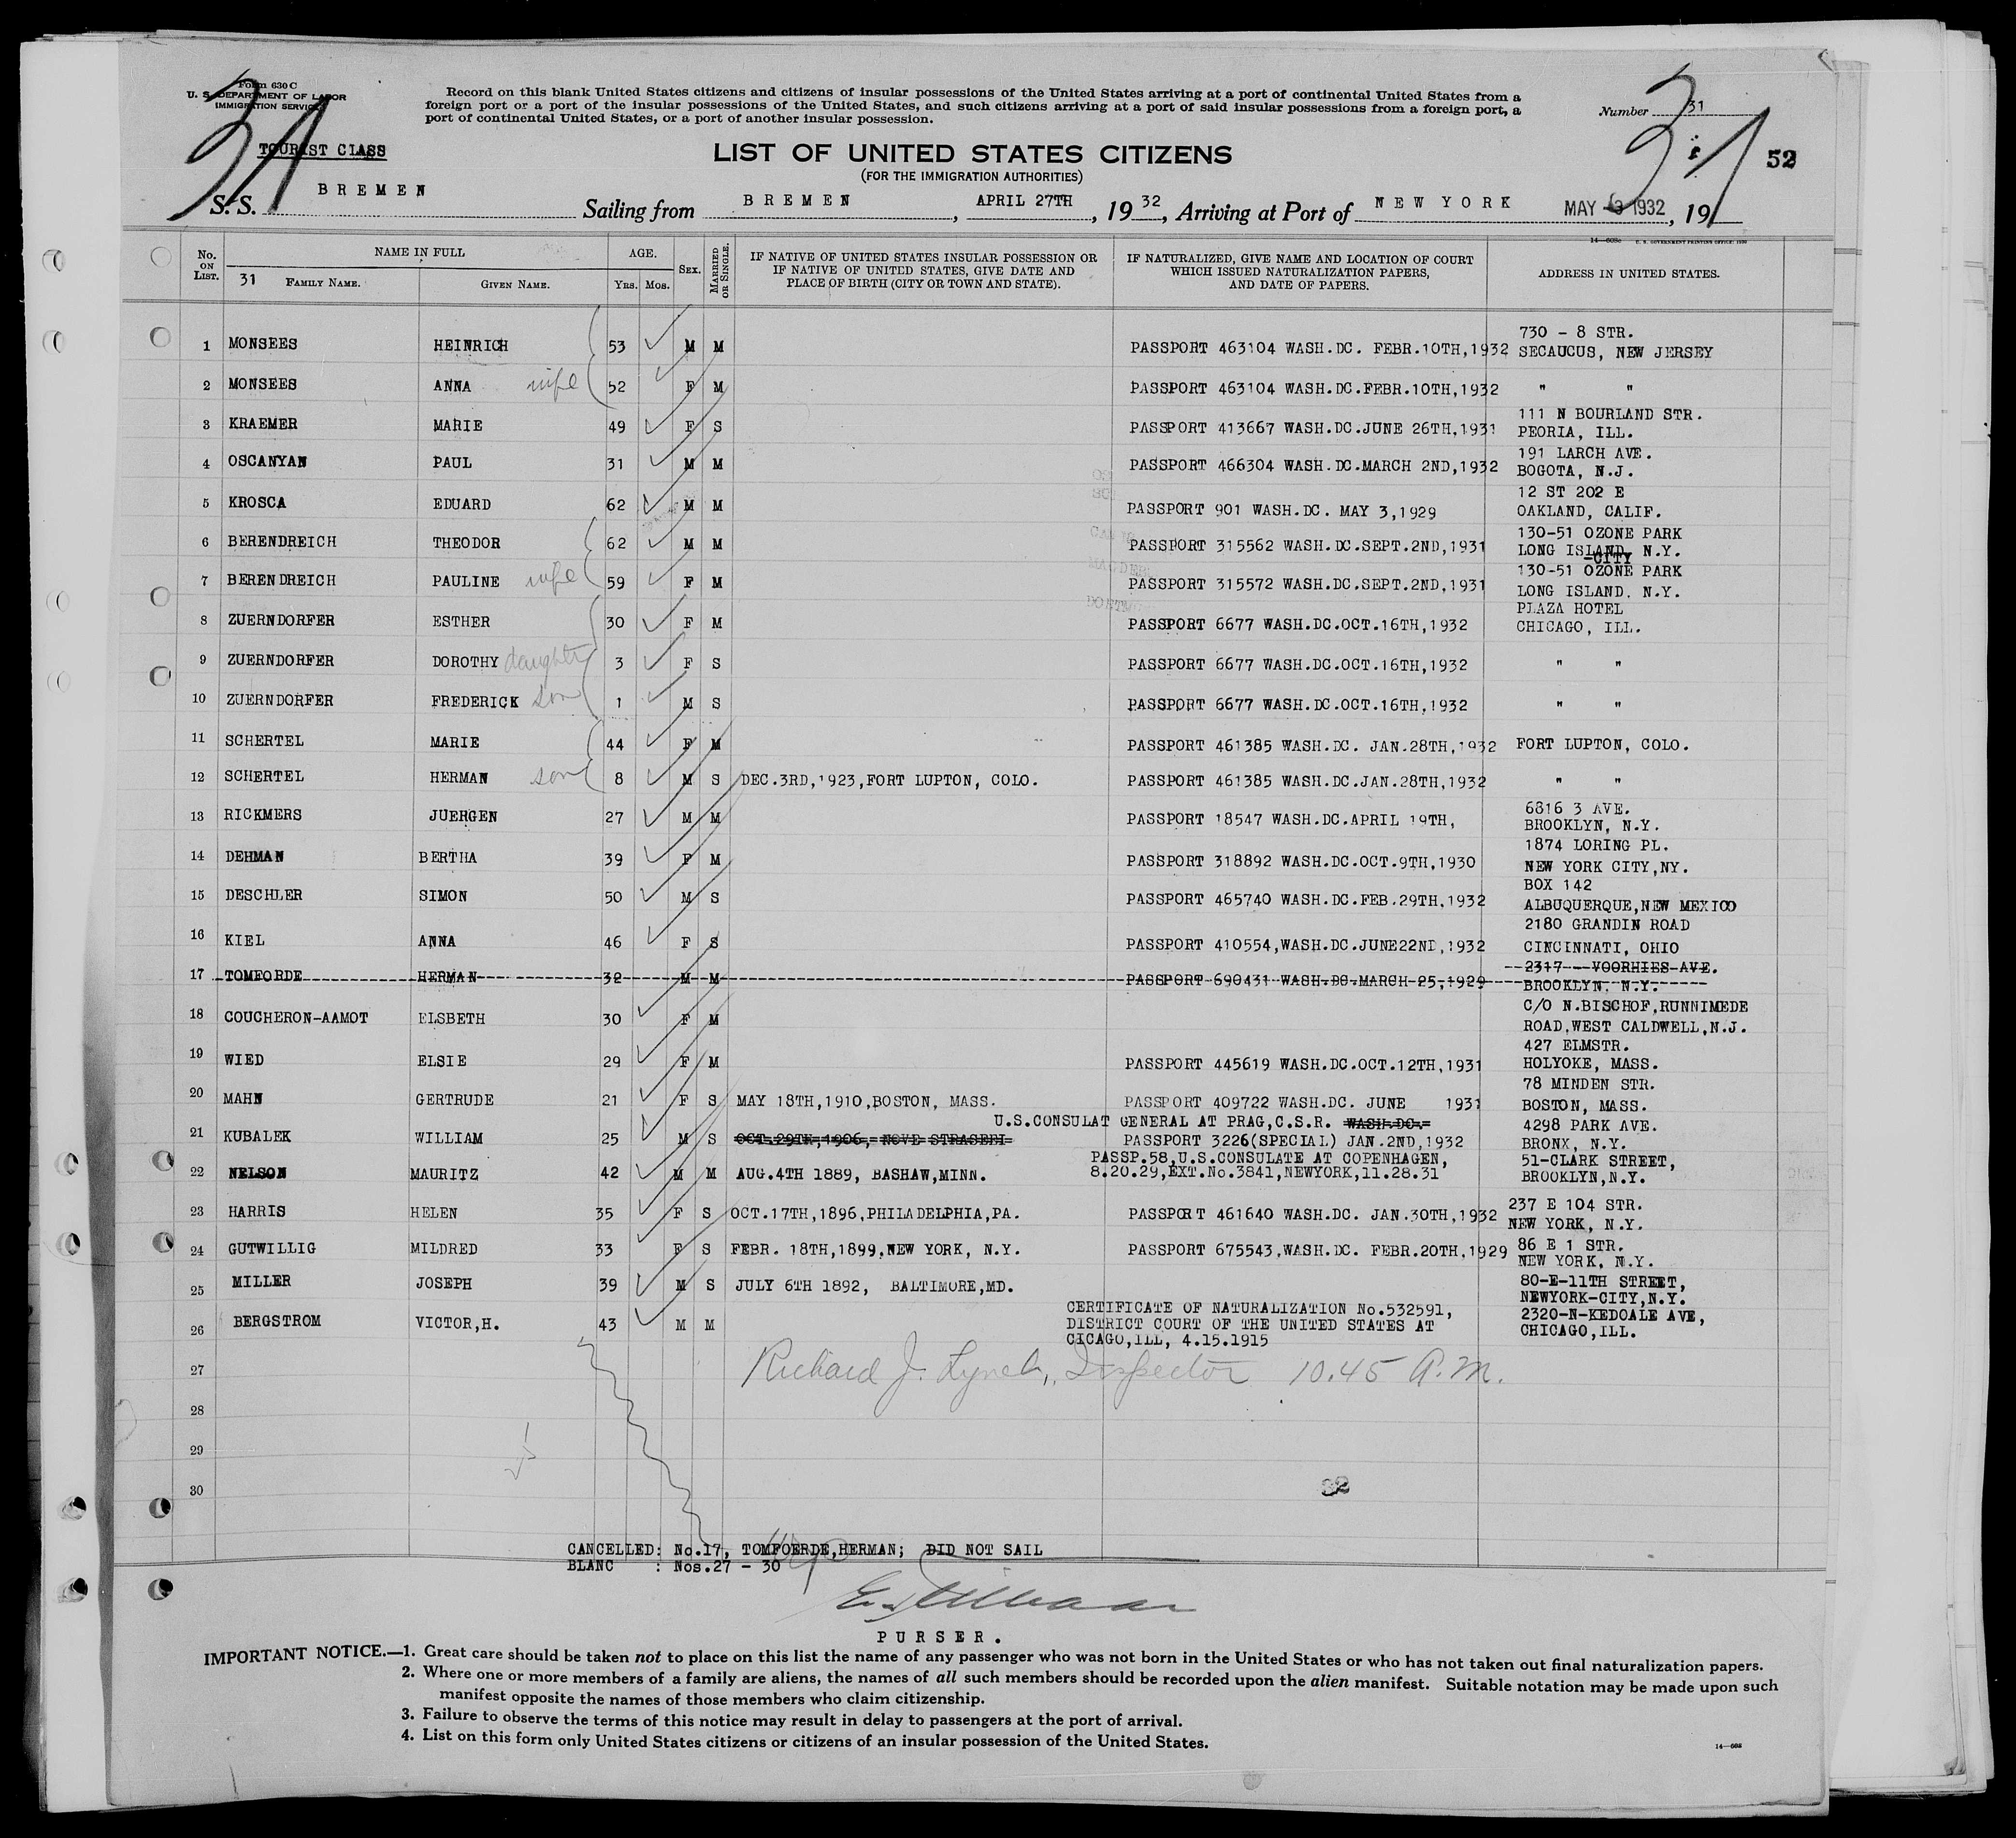 Form 630 C
U. S. DEPARTMENT OF LABOR
IMMIGRATION SERVICE
Record on this blank United States citizens and citizens of insular possessions of the United States arriving at a port of continental United States from a
foreign port or a port of the insular possessions of the United States, and such citizens arriving at a port of said insular possessions from a foreign port, a
port of continental United States, or a port of another insular possession.
Number 31
31
31
52
TOURIST CLASS
LIST OF UNITED STATES CITIZENS
(FOR THE IMMIGRATION AUTHORITIES)
S. S. BREMEN Sailing from BREMEN, APRIL 27TH, 19 32, Arriving at Port of NEW YORK MAY 3 1932, 19
No. ON LIST. NAME IN FULL AGE. SEX. MARRIED OR SINGLE. IF NATIVE OF UNITED STATES INSULAR POSSESSION OR IF NATIVE OF UNITED STATES, GIVE DATE AND PLACE OF BIRTH (CITY OR TOWN AND STATE). IF NATURALIZED, GIVE NAME AND LOCATION OF COURT WHICH ISSUED NATURALIZATION PAPERS, AND DATE OF PAPERS. ADDRESS IN UNITED STATES.
31 FAMILY NAME. GIVEN NAME. YRS. MOS.
1 MONSEES HEINRICH 53 M M PASSPORT 463104 WASH.DC. FEBR.10TH,1932 730 - 8 STR. SECAUCUS, NEW JERSEY
2 MONSEES ANNA wife 52 F M PASSPORT 463104 WASH.DC.FEBR.10TH,1932 " "
3 KRAEMER MARIE 49 F S PASSPORT 413667 WASH.DC.JUNE 26TH,1931 111 N BOURLAND STR. PEORIA, ILL.
4 OSCANYAN PAUL 31 M M PASSPORT 466304 WASH.DC.MARCH 2ND,1932 191 LARCH AVE. BOGOTA, N.J.
5 KROSCA EDUARD 62 M M PASSPORT 901 WASH.DC. MAY 3,1929 12 ST 202 E OAKLAND, CALIF.
6 BERENDREICH THEODOR 62 M M PASSPORT 315562 WASH.DC.SEPT.2ND,1931 130-51 OZONE PARK LONG ISLAND, N.Y. CITY
7 BERENDREICH PAULINE wife 59 F M PASSPORT 315572 WASH.DC.SEPT.2ND,1931 130-51 OZONE PARK LONG ISLAND, N.Y.
8 ZUERNDORFER ESTHER 30 F M PASSPORT 6677 WASH.DC.OCT.16TH,1932 PLAZA HOTEL CHICAGO, ILL.
9 ZUERNDORFER DOROTHY daughter 3 F S PASSPORT 6677 WASH.DC.OCT.16TH,1932 " "
10 ZUERNDORFER FREDERICK son 1 M S PASSPORT 6677 WASH.DC.OCT.16TH,1932 " "
11 SCHERTEL MARIE 44 F M PASSPORT 461385 WASH.DC. JAN.28TH,1932 FORT LUPTON, COLO.
12 SCHERTEL HERMAN son 8 M S DEC.3RD,1923,FORT LUPTON, COLO. PASSPORT 461385 WASH.DC.JAN.28TH,1932 " "
13 RICKMERS JUERGEN 27 M M PASSPORT 18547 WASH.DC.APRIL 19TH, 6816 3 AVE. BROOKLYN, N.Y.
14 DEHMAN BERTHA 39 F M PASSPORT 318892 WASH.DC.OCT.9TH,1930 1874 LORING PL. NEW YORK CITY,NY.
15 DESCHLER SIMON 50 M S PASSPORT 465740 WASH.DC.FEB.29TH,1932 BOX 142 ALBUQUERQUE,NEW MEXICO
16 KIEL ANNA 46 F S PASSPORT 410554,WASH.DC.JUNE22ND,1932 2180 GRANDIN ROAD CINCINNATI, OHIO
17 TOMFORDE HERMAN 32 M M PASSPORT 690431 WASH.DC.MARCH 25,1929 2317 VOORHIES AVE. BROOKLYN, N.Y.
18 COUCHERON-AAMOT ELSBETH 30 F M C/O N.BISCHOF,RUNNIMEDE ROAD,WEST CALDWELL,N.J.
19 WIED ELSIE 29 F M PASSPORT 445619 WASH.DC.OCT.12TH,1931 427 ELMSTR. HOLYOKE, MASS.
20 MAHN GERTRUDE 21 F S MAY 18TH,1910,BOSTON, MASS. PASSPORT 409722 WASH.DC. JUNE 1931 78 MINDEN STR. BOSTON, MASS.
21 KUBALEK WILLIAM 25 M S OCT.29TH,1906, NOVE STRASEBI U.S.CONSULAT GENERAL AT PRAG,C.S.R. WASH.DC. PASSPORT 3226(SPECIAL) JAN.2ND,1932 4298 PARK AVE. BRONX, N.Y.
22 NELSON MAURITZ 42 M M AUG.4TH 1889, BASHAW,MINN. PASSP.58,U.S.CONSULATE AT COPENHAGEN, 8.20.29,EXT.No.3841,NEWYORK,11.28.31 51-CLARK STREET, BROOKLYN,N.Y.
23 HARRIS HELEN 35 F S OCT.17TH,1896,PHILADELPHIA,PA. PASSPORT 461640 WASH.DC. JAN.30TH,1932 237 E 104 STR. NEW YORK, N.Y.
24 GUTWILLIG MILDRED 33 F S FEBR. 18TH,1899,NEW YORK, N.Y. PASSPORT 675543,WASH.DC. FEBR.20TH,1929 86 E 1 STR. NEW YORK, N.Y.
25 MILLER JOSEPH 39 M S JULY 6TH 1892, BALTIMORE,MD. 80-E-11TH STREET, NEWYORK-CITY,N.Y.
26 BERGSTROM VICTOR,H. 43 M M CERTIFICATE OF NATURALIZATION No.532591, DISTRICT COURT OF THE UNITED STATES AT CICAGO,ILL, 4.15.1915 2320-N-KEDOALE AVE, CHICAGO,ILL.
27 Richard J. Lynch, Inspector 10.45 A.M.
28
29
30
CANCELLED: No.17, TOMFOERDE,HERMAN; DID NOT SAIL
BLANC : Nos.27 - 30
PURSER.
IMPORTANT NOTICE.—1. Great care should be taken not to place on this list the name of any passenger who was not born in the United States or who has not taken out final naturalization papers.
2. Where one or more members of a family are aliens, the names of all such members should be recorded upon the alien manifest. Suitable notation may be made upon such
manifest opposite the names of those members who claim citizenship.
3. Failure to observe the terms of this notice may result in delay to passengers at the port of arrival.
4. List on this form only United States citizens or citizens of an insular possession of the United States.
14—608